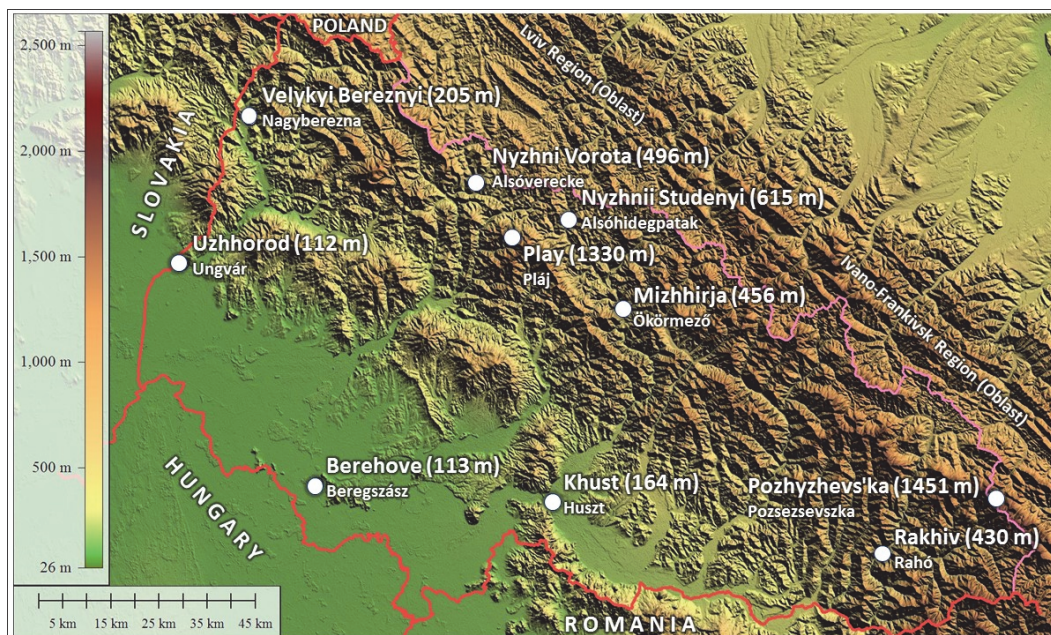 2,500 m
2,000 m
1,500 m
1,000 m
500 m
26 m
5 km 15 km 25 km 35 km 45 km
POLAND
SLOVAKIA
HUNGARY
ROMANIA
Lviv Region (Oblast)
Ivano-Frankivsk Region (Oblast)
Velykyi Bereznyi (205 m)
Nagyberezna
Nyzhni Vorota (496 m)
Alsóverecke
Nyzhnii Studenyi (615 m)
Alsóhidegpatak
Uzhhorod (112 m)
Ungvár
Play (1330 m)
Pláj
Mizhhirja (456 m)
Ökörmező
Berehove (113 m)
Beregszász
Khust (164 m)
Huszt
Pozhyzhevs'ka (1451 m)
Pozsezsevszka
Rakhiv (430 m)
Rahó